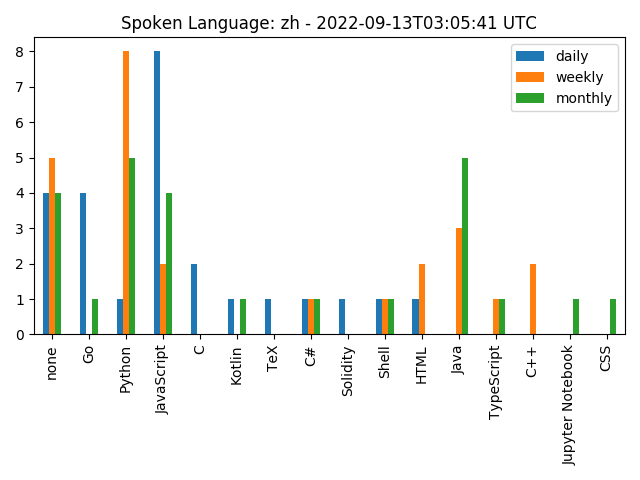 Spoken Language: zh - 2022-09-13T03:05:41 UTC
daily
weekly
monthly
8
7
6
5
4
3
2
1
0
none
Go
Python
JavaScript
C
Kotlin
TeX
C#
Solidity
Shell
HTML
Java
TypeScript
C++
Jupyter Notebook
CSS